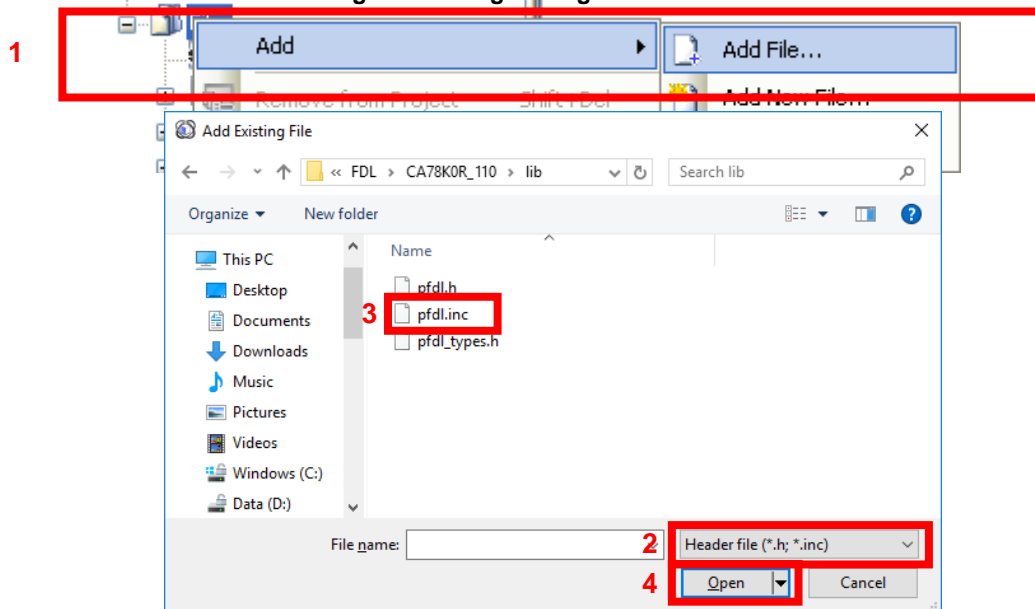 1
Add
Add File...
Remove from Project Shift+Del
Add New File...
Add Existing File
« FDL > CA78K0R_110 > lib
Search lib
Organize
New folder
This PC
Desktop
Documents
Downloads
Music
Pictures
Videos
Windows (C:)
Data (D:)
Name
pfdl.h
3
pfdl.inc
pfdl_types.h
File name:
2
Header file (*.h; *.inc)
4
Open
Cancel